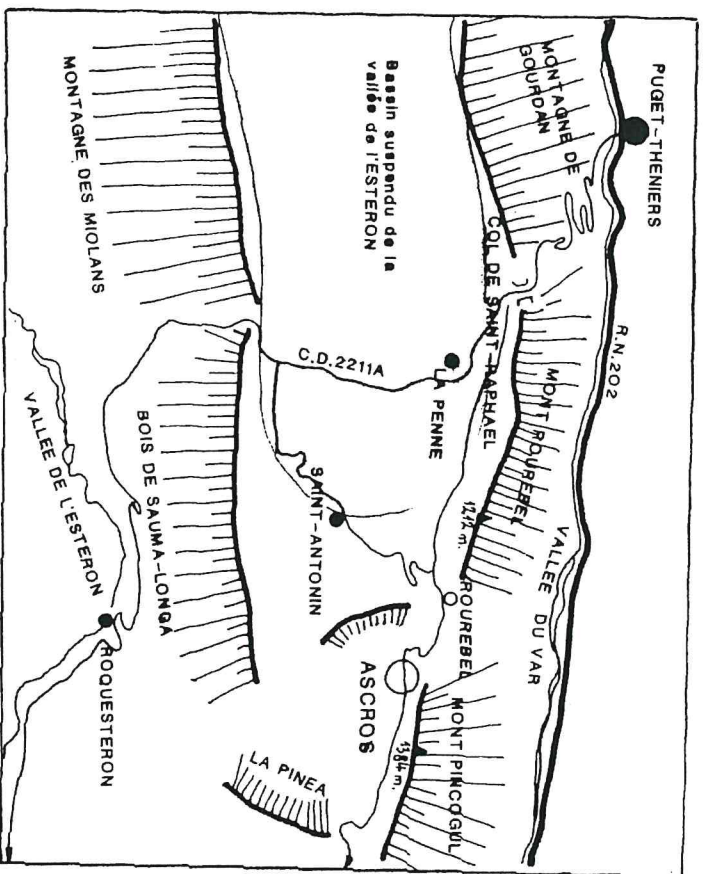 PUGET-THENIERS
R.N.202
MONTAGNE DE
GOURDAN
COL DE SAINT-RAPHAEL
MONT ROUREBEL
1212 m.
VALLEE DU VAR
Bassin suspendu de la
vallée de l'ESTERON
LA PENNE
C.D.2211A
ROUREBEL
MONT PINCOGUL
1384 m.
ASCROS
SAINT-ANTONIN
MONTAGNE DES MIOLANS
BOIS DE SAUMA-LONGA
LA PINEA
VALLEE DE L'ESTERON
ROQUESTERON